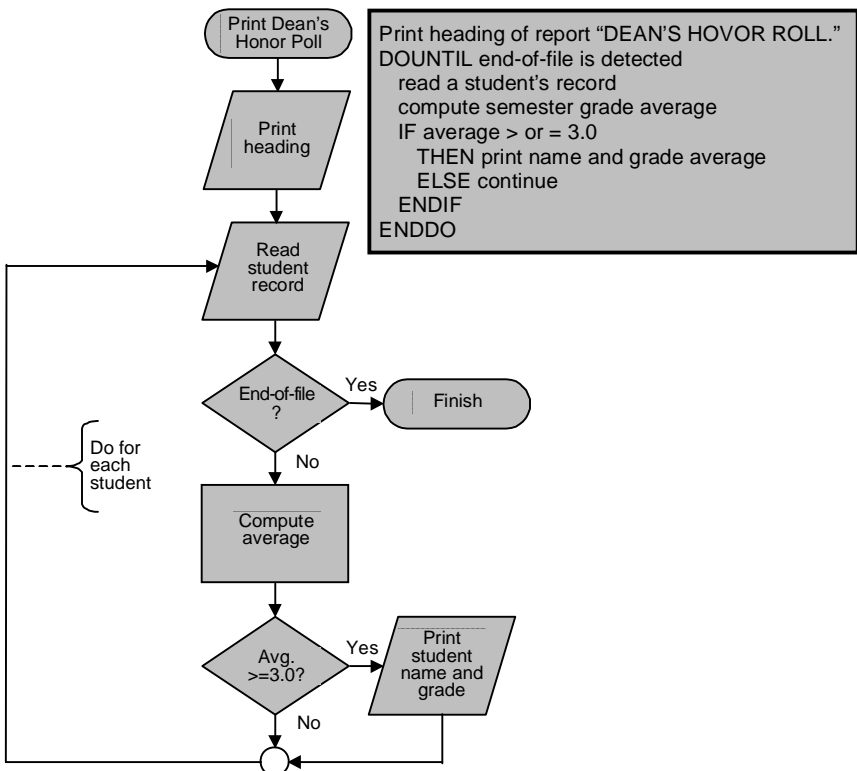 Print Dean's
Honor Poll
Print heading of report “DEAN'S HOVOR ROLL.”
DOUNTIL end-of-file is detected
read a student's record
compute semester grade average
IF average > or = 3.0
THEN print name and grade average
ELSE continue
ENDIF
ENDDO
Print
heading
Read
student
record
End-of-file
?
Yes
Finish
No
Do for
each
student
Compute
average
Avg.
>=3.0?
Yes
Print
student
name and
grade
No